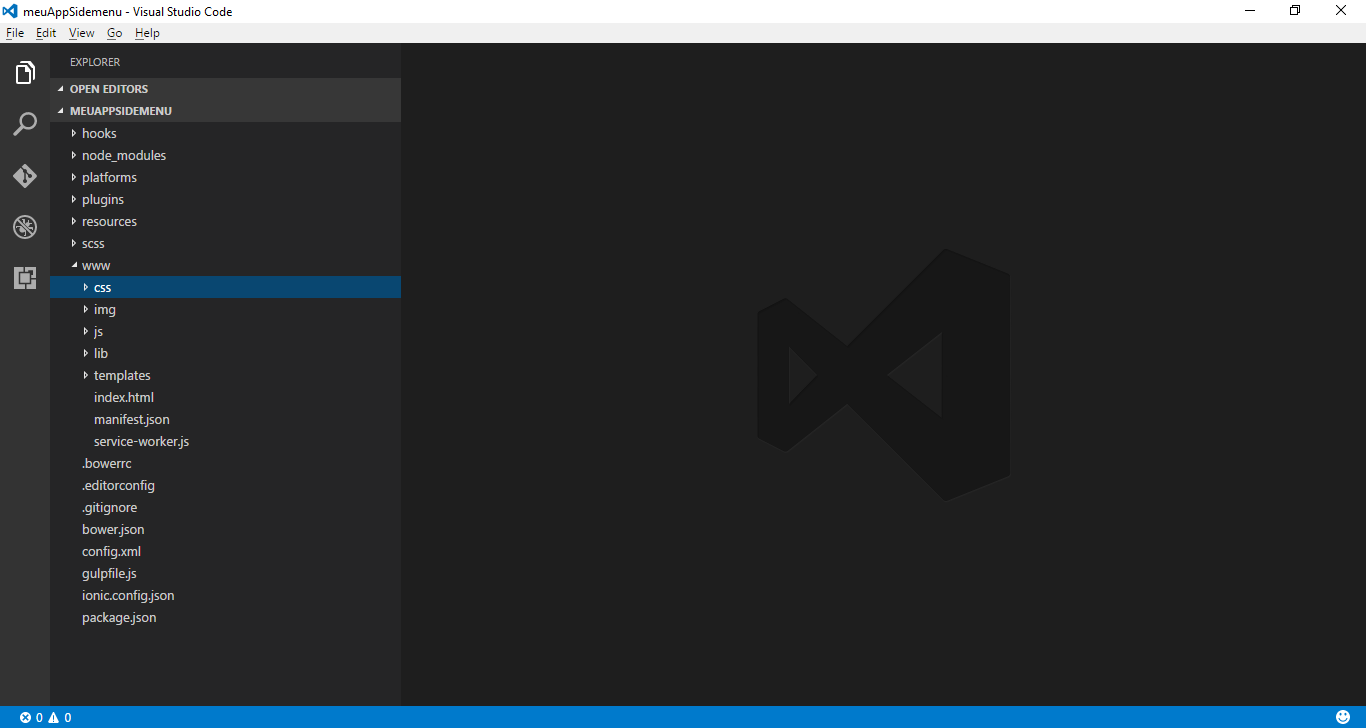 meuAppSidemenu - Visual Studio Code
File Edit View Go Help
EXPLORER
OPEN EDITORS
MEUAPPSIDEMENU
hooks
node_modules
platforms
plugins
resources
scss
www
css
img
js
lib
templates
index.html
manifest.json
service-worker.js
.bowerrc
.editorconfig
.gitignore
bower.json
config.xml
gulpfile.js
ionic.config.json
package.json
0 0